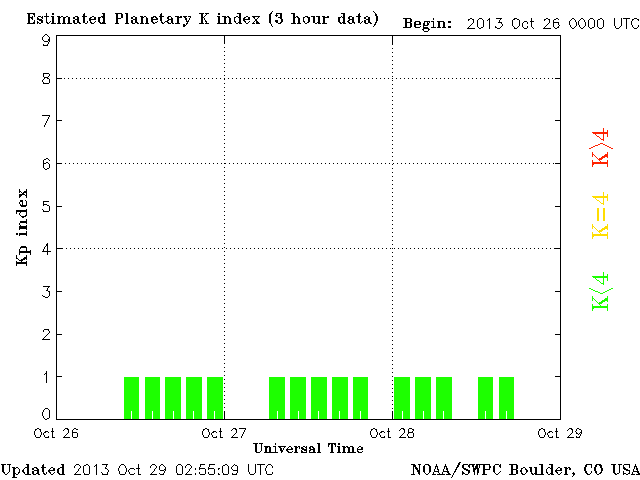 Estimated Planetary K index (3 hour data)
Begin: 2013 Oct 26 0000 UTC
9
8
7
6
5
4
3
2
1
0
Kp index
K>4
K=4
K<4
Oct 26
Oct 27
Oct 28
Oct 29
Universal Time
Updated 2013 Oct 29 02:55:09 UTC
NOAA/SWPC Boulder, CO USA